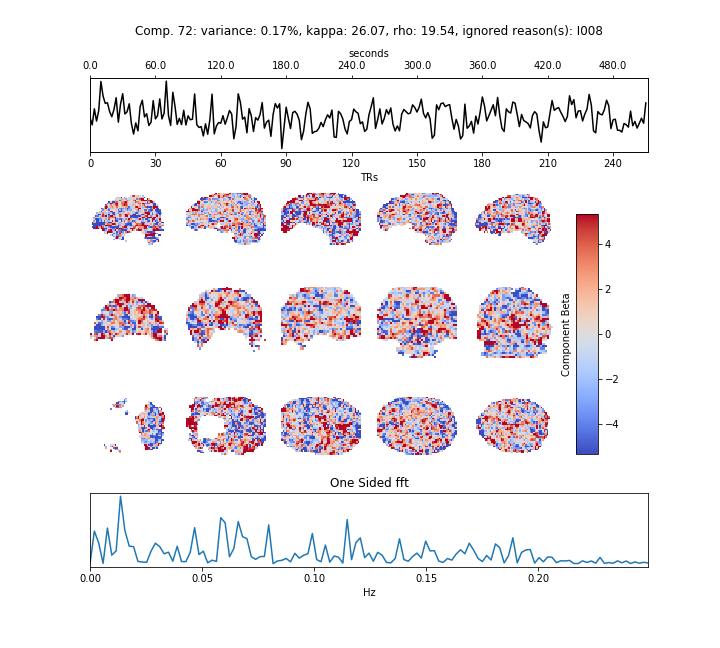 Comp. 72: variance: 0.17%, kappa: 26.07, rho: 19.54, ignored reason(s): I008
seconds
0.0 60.0 120.0 180.0 240.0 300.0 360.0 420.0 480.0
0 30 60 90 120 150 180 210 240
TRs
4
2
0
−2
−4
Component Beta
One Sided fft
0.00 0.05 0.10 0.15 0.20
Hz